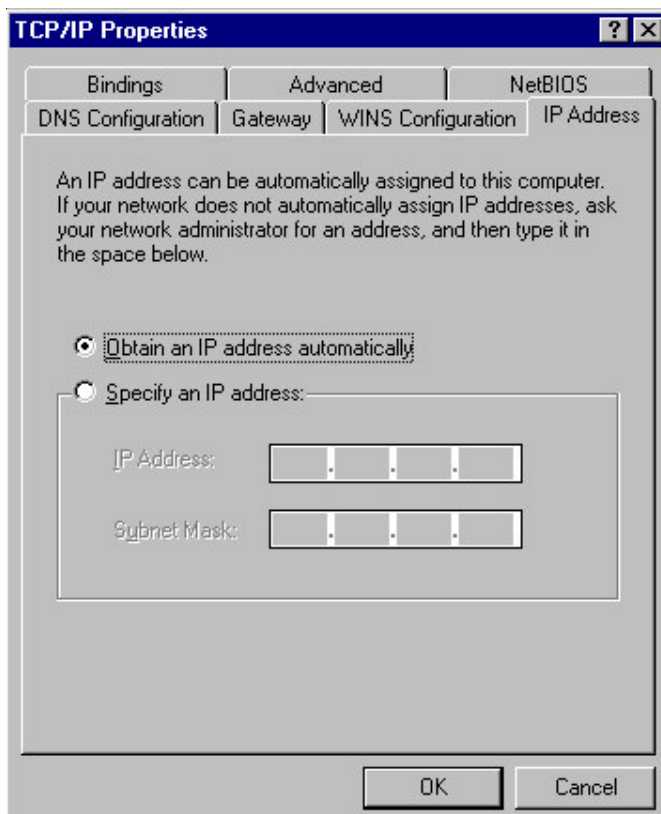 TCP/IP Properties
Bindings
Advanced
NetBIOS
DNS Configuration
Gateway
WINS Configuration
IP Address
An IP address can be automatically assigned to this computer.
If your network does not automatically assign IP addresses, ask
your network administrator for an address, and then type it in
the space below.
Obtain an IP address automatically
Specify an IP address:
IP Address:
Subnet Mask:
OK
Cancel